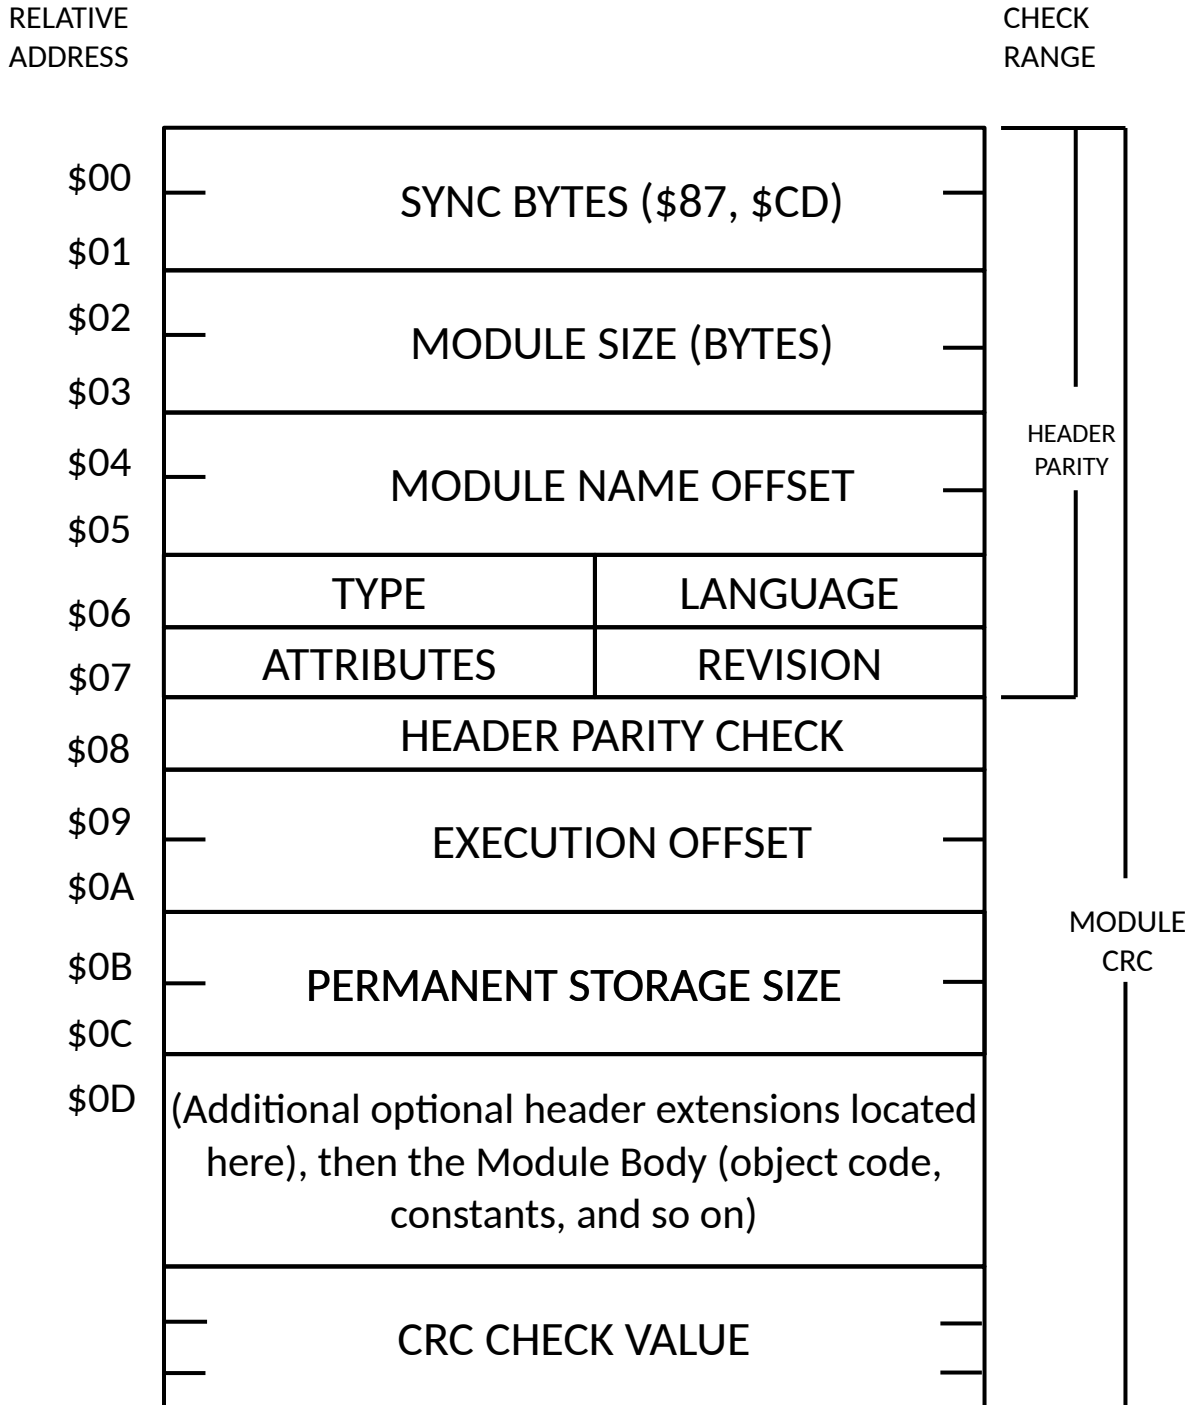 RELATIVE
ADDRESS
CHECK
RANGE
$00
SYNC BYTES ($87, $CD)
$01
$02
MODULE SIZE (BYTES)
$03
$04
MODULE NAME OFFSET
$05
HEADER
PARITY
$06
TYPE
LANGUAGE
$07
ATTRIBUTES
REVISION
$08
HEADER PARITY CHECK
$09
EXECUTION OFFSET
$0A
MODULE
CRC
$0B
PERMANENT STORAGE SIZE
$0C
$0D
(Additional optional header extensions located
here), then the Module Body (object code,
constants, and so on)
CRC CHECK VALUE